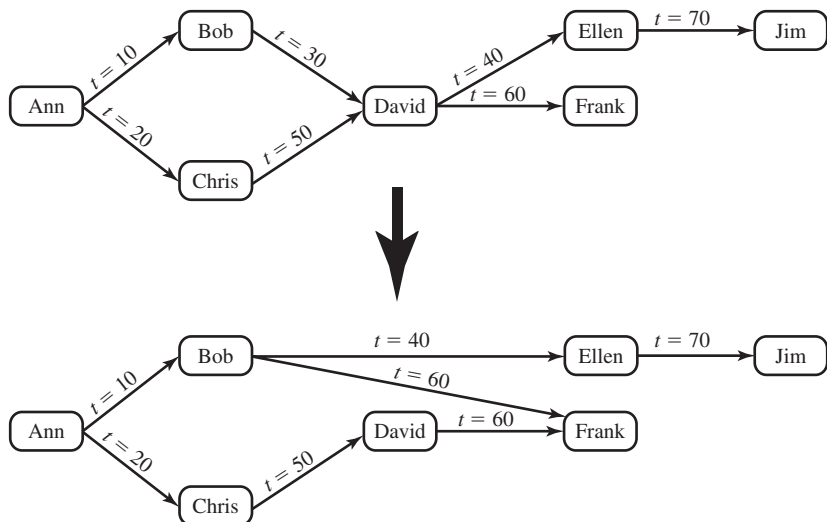 Bob
Ellen
t = 70
Jim
t = 10
t = 30
t = 40
Ann
David
t = 60
Frank
t = 20
t = 50
Chris
Bob
t = 40
Ellen
t = 70
Jim
t = 10
t = 60
Ann
David
t = 60
Frank
t = 20
t = 50
Chris